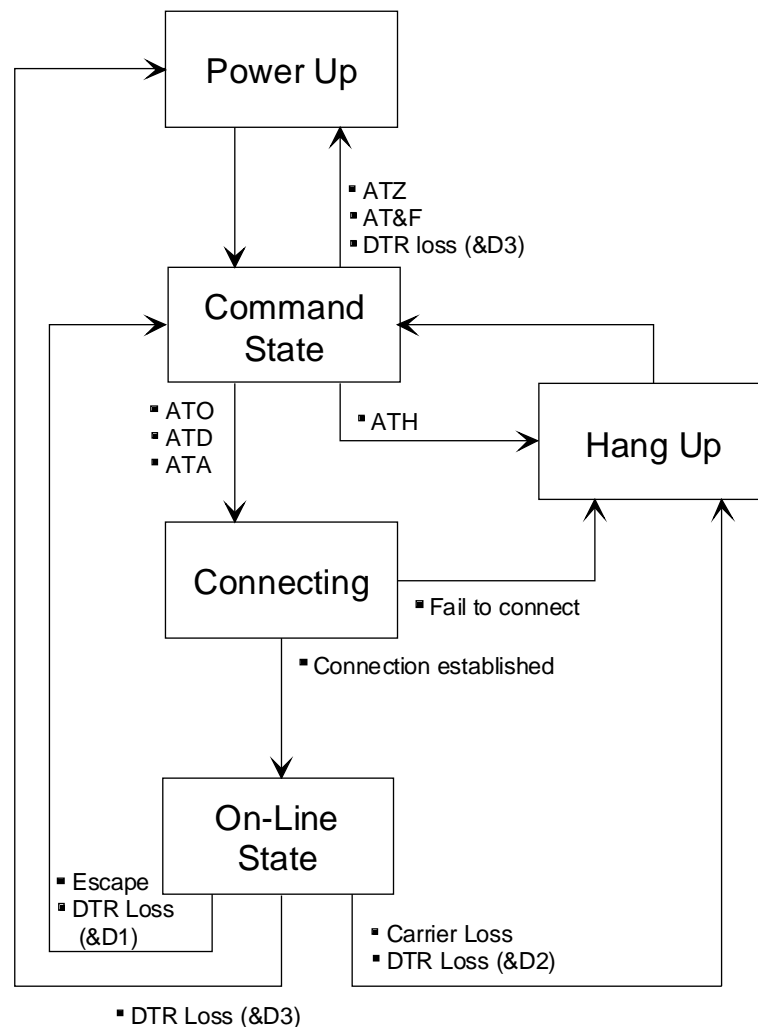 Power Up
▪ ATZ
▪ AT&F
▪ DTR loss (&D3)
Command
State
▪ ATO
▪ ATD
▪ ATA
▪ ATH
Hang Up
Connecting
▪ Fail to connect
▪ Connection established
On-Line
State
▪ Escape
▪ DTR Loss
(&D1)
▪ Carrier Loss
▪ DTR Loss (&D2)
▪ DTR Loss (&D3)